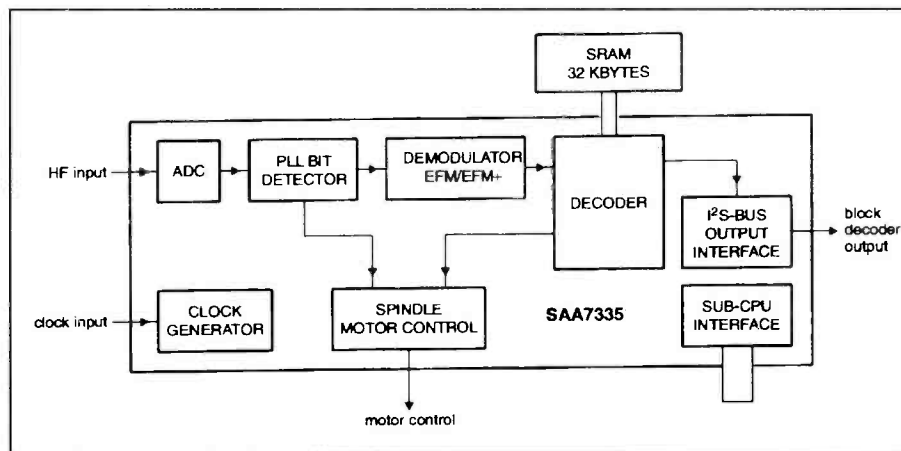 SRAM
32 KBYTES
HF input
ADC
PLL BIT
DETECTOR
DEMODULATOR
EFM/EFM+
DECODER
I²S-BUS
OUTPUT
INTERFACE
block
decoder
output
clock input
CLOCK
GENERATOR
SPINDLE
MOTOR CONTROL
SAA7335
SUB-CPU
INTERFACE
motor control